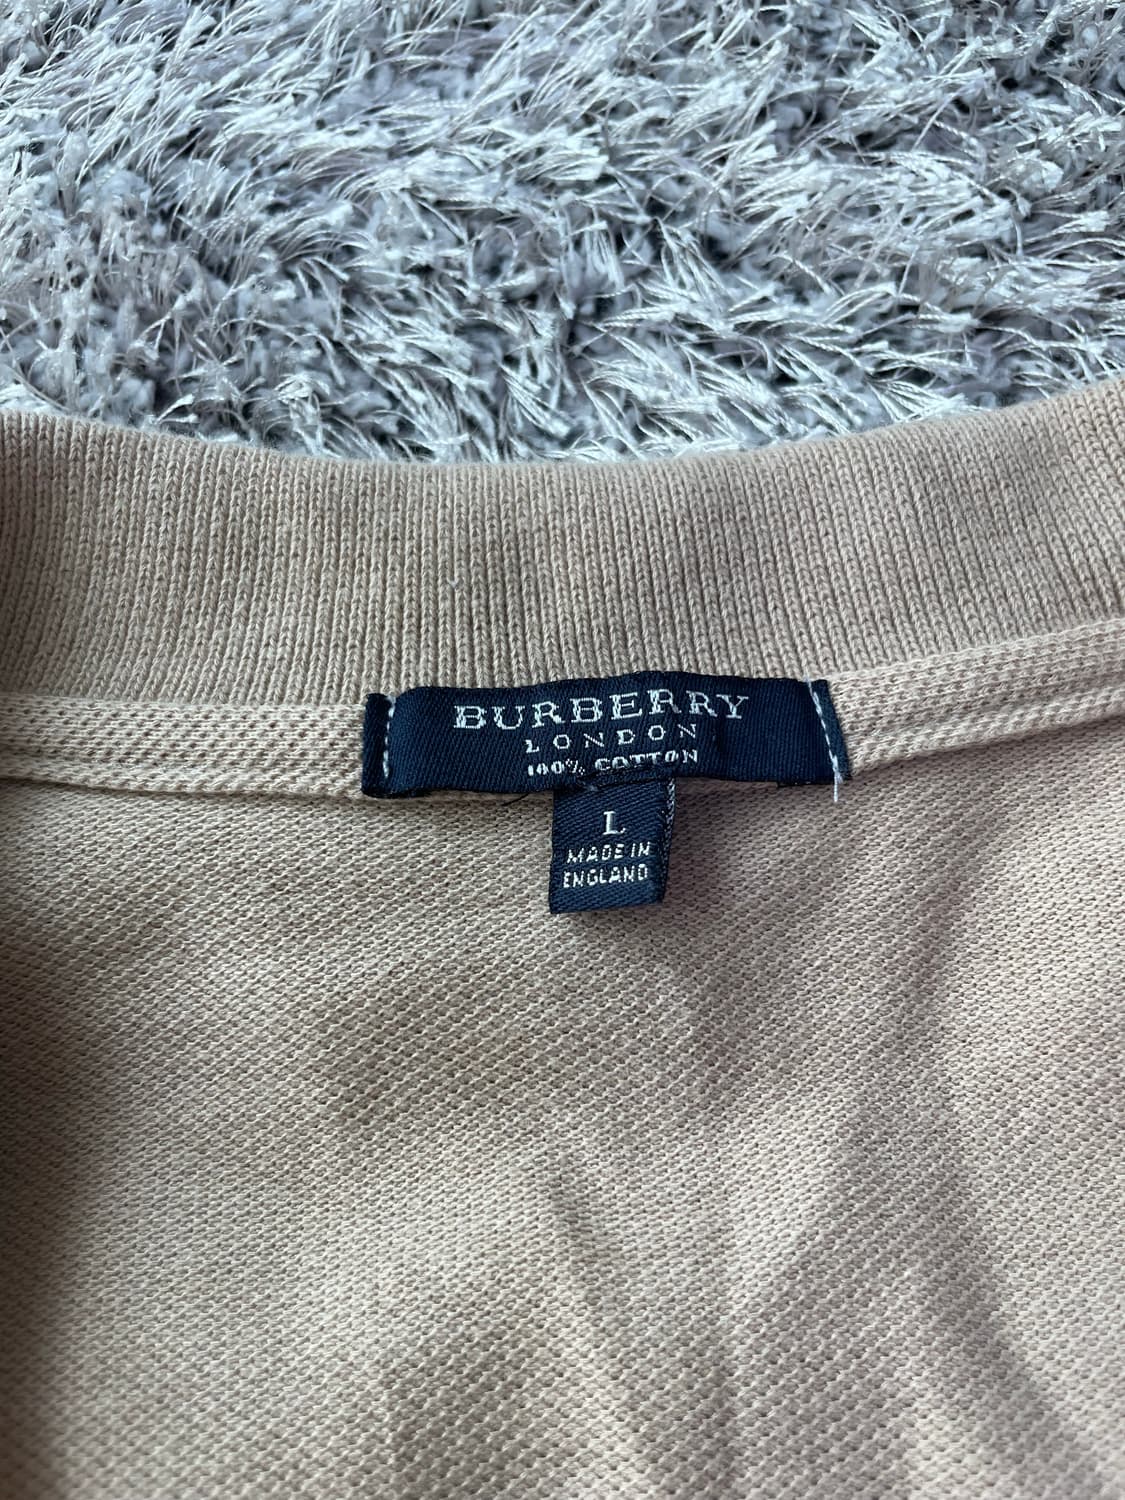 BURBERRY
LONDON
100% COTTON
L
MADE IN
ENGLAND